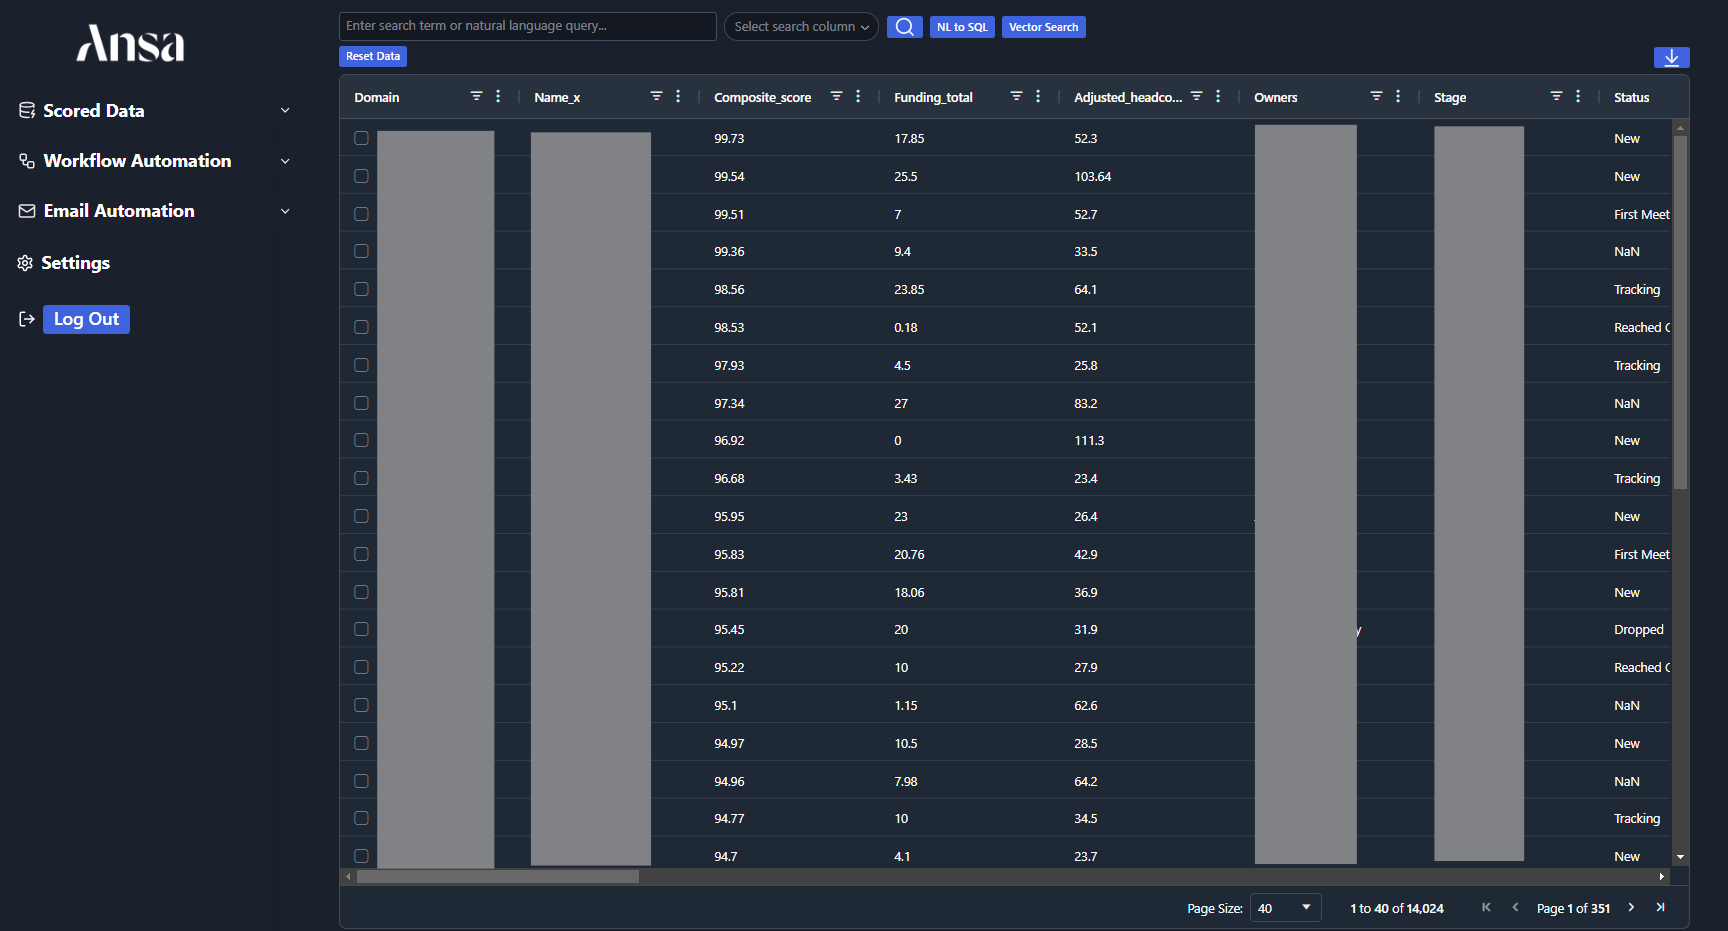 Ansa
Scored Data
Workflow Automation
Email Automation
Settings
Log Out
Enter search term or natural language query...
Select search column
NL to SQL
Vector Search
Reset Data
Domain Name_x Composite_score Funding_total Adjusted_headco... Owners Stage Status
99.73 17.85 52.3 New
99.54 25.5 103.64 New
99.51 7 52.7 First Meet
99.36 9.4 33.5 NaN
98.56 23.85 64.1 Tracking
98.53 0.18 52.1 Reached
97.93 4.5 25.8 Tracking
97.34 27 83.2 NaN
96.92 0 111.3 New
96.68 3.43 23.4 Tracking
95.95 23 26.4 New
95.83 20.76 42.9 First Meet
95.81 18.06 36.9 New
95.45 20 31.9 y Dropped
95.22 10 27.9 Reached
95.1 1.15 62.6 NaN
94.97 10.5 28.5 New
94.96 7.98 64.2 NaN
94.77 10 34.5 Tracking
94.7 4.1 23.7 New
Page Size: 40 1 to 40 of 14,024 Page 1 of 351